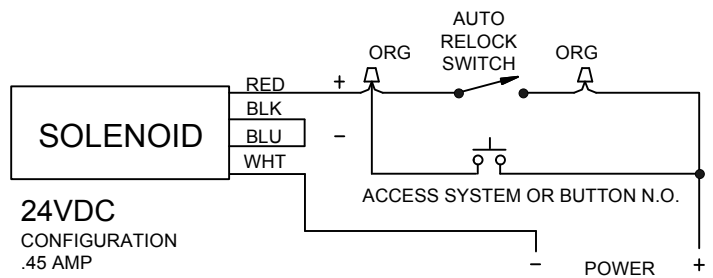 AUTO
RELOCK
SWITCH
ORG
ORG
RED
+
BLK
SOLENOID
BLU
–
WHT
ACCESS SYSTEM OR BUTTON N.O.
24VDC
CONFIGURATION
.45 AMP
–
POWER
+